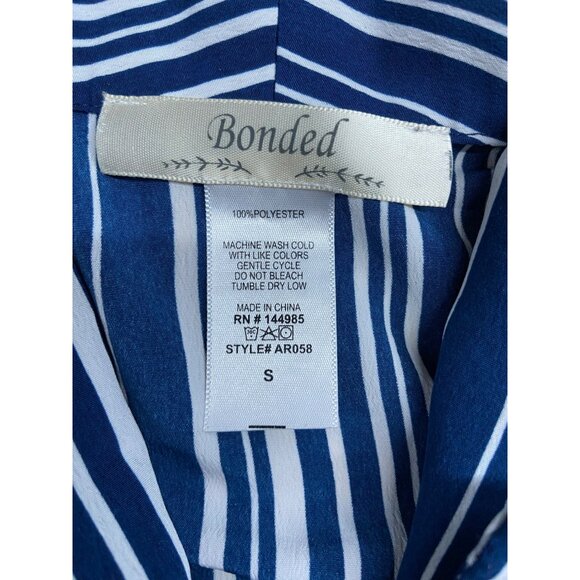 Bonded
100%POLYESTER
MACHINE WASH COLD
WITH LIKE COLORS
GENTLE CYCLE
DO NOT BLEACH
TUMBLE DRY LOW
MADE IN CHINA
RN # 144985
STYLE# AR058
S